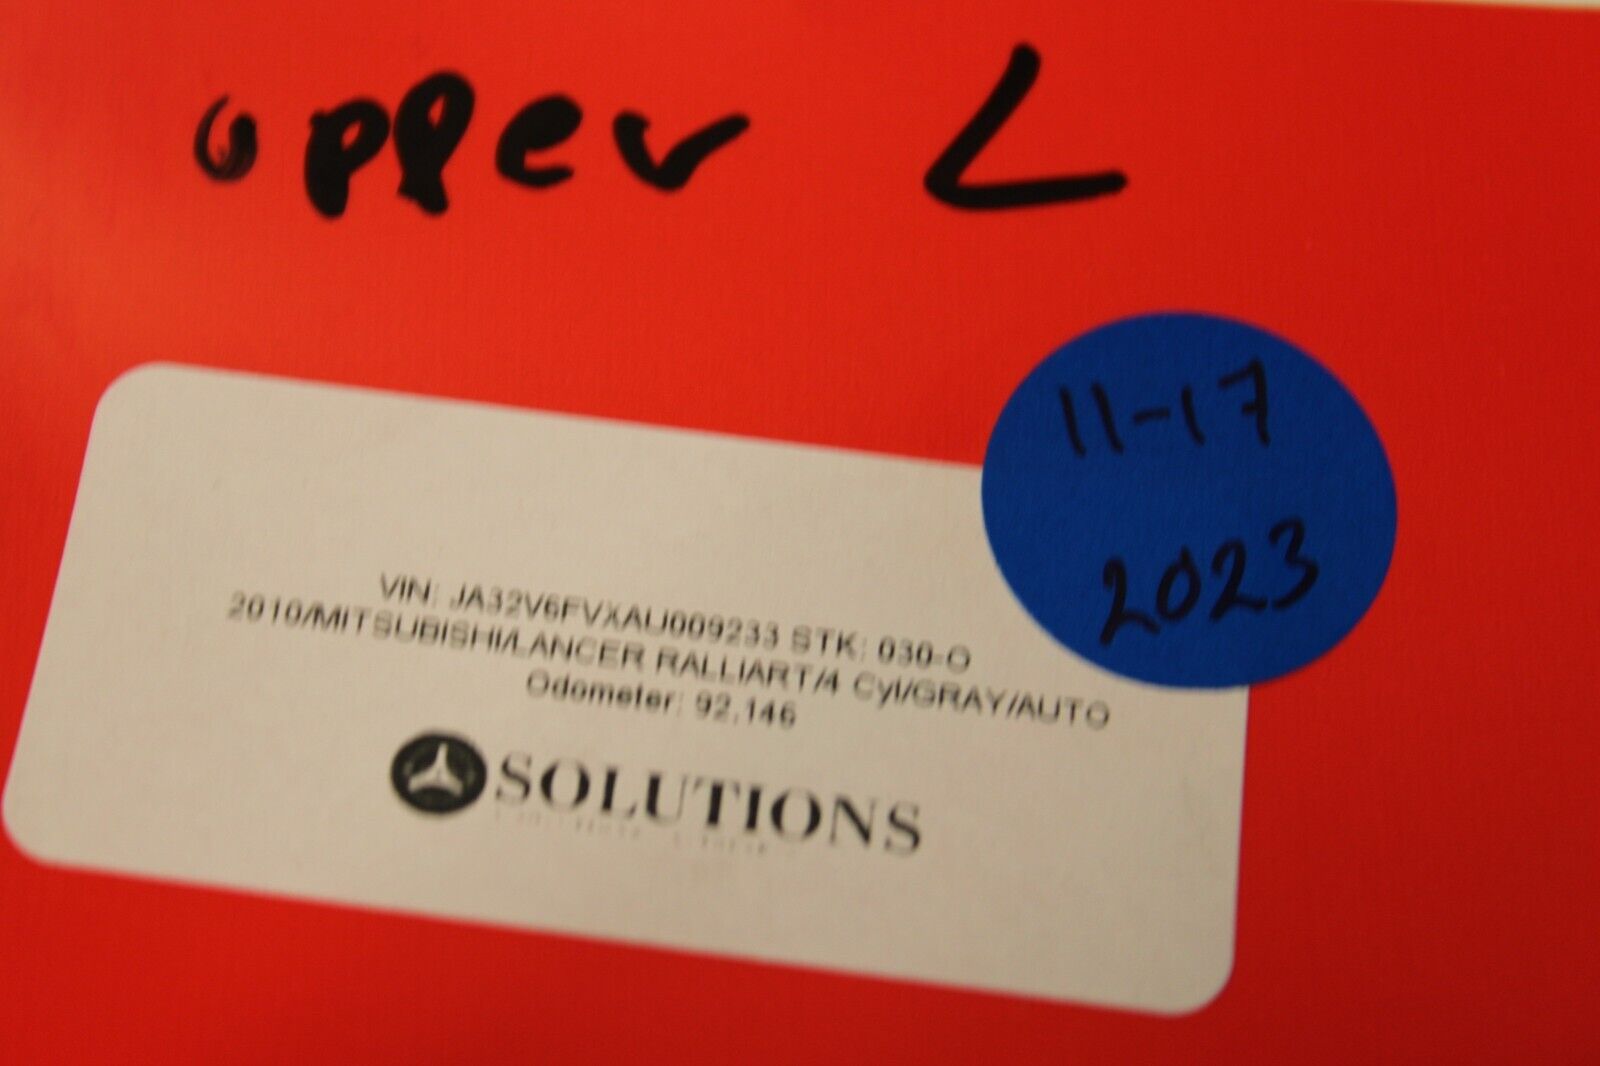 upper L
11-17
2023
VIN: JA32V6FVXAU009233 STK: 030-O
2010/MITSUBISHI/LANCER RALLIART/4 Cyl/GRAY/AUTO
Odometer: 92,146
SOLUTIONS